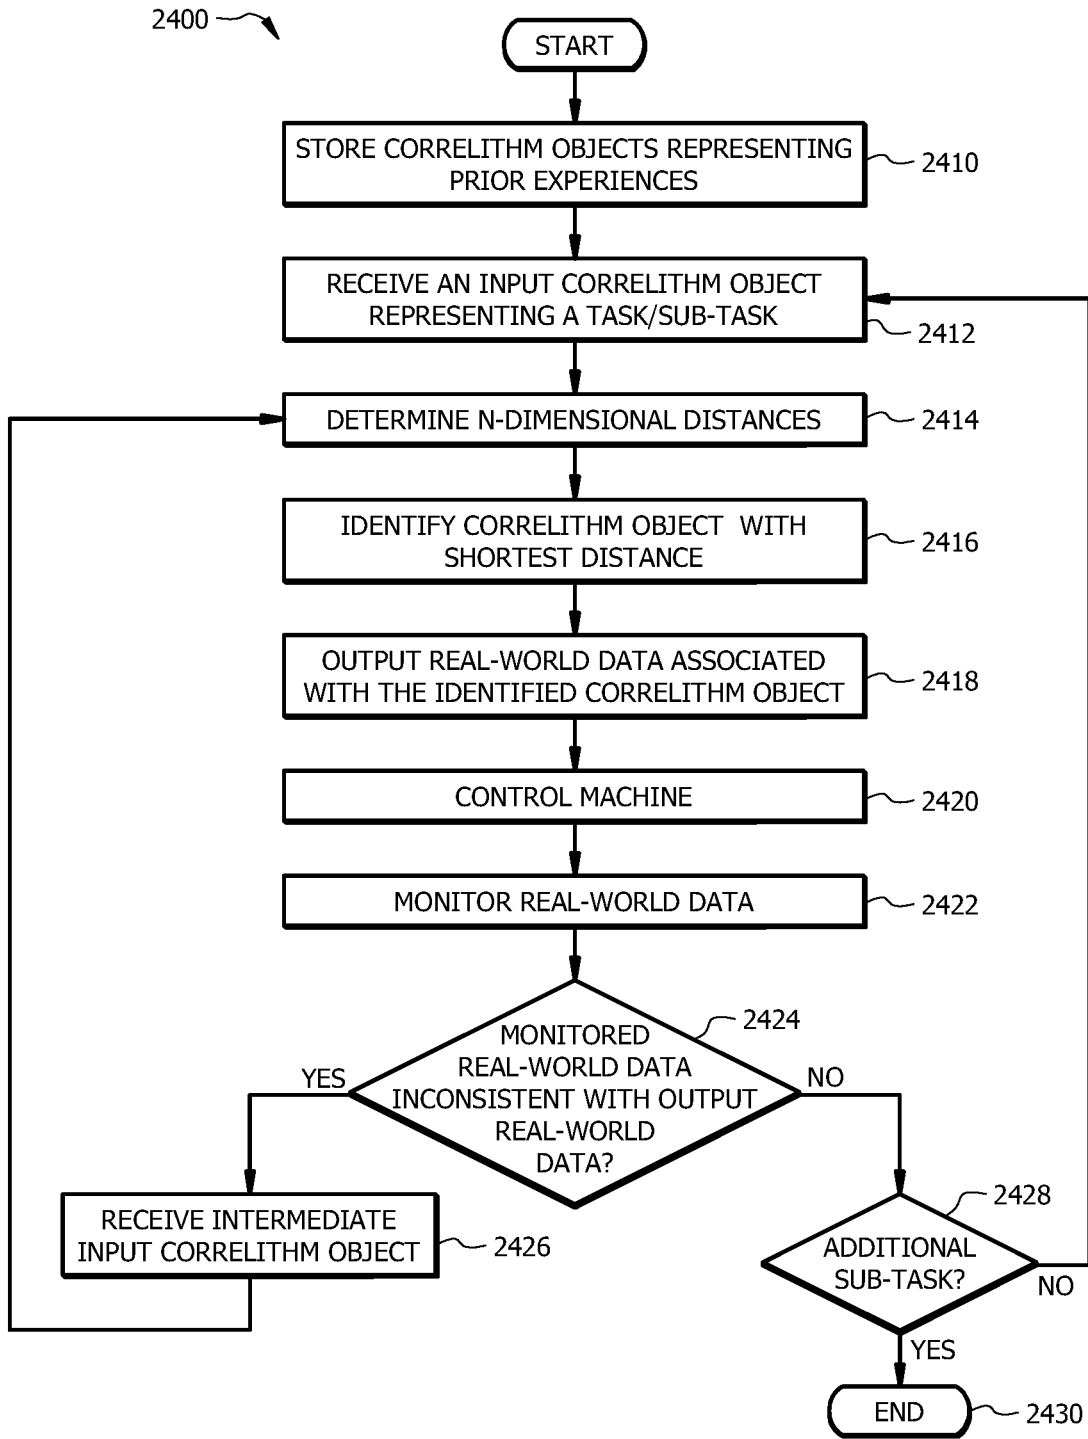 2400
START
STORE CORRELITHM OBJECTS REPRESENTING
PRIOR EXPERIENCES
2410
RECEIVE AN INPUT CORRELITHM OBJECT
REPRESENTING A TASK/SUB-TASK
2412
DETERMINE N-DIMENSIONAL DISTANCES
2414
IDENTIFY CORRELITHM OBJECT WITH
SHORTEST DISTANCE
2416
OUTPUT REAL-WORLD DATA ASSOCIATED
WITH THE IDENTIFIED CORRELITHM OBJECT
2418
CONTROL MACHINE
2420
MONITOR REAL-WORLD DATA
2422
MONITORED
REAL-WORLD DATA
INCONSISTENT WITH OUTPUT
REAL-WORLD
DATA?
2424
YES
NO
RECEIVE INTERMEDIATE
INPUT CORRELITHM OBJECT
2426
ADDITIONAL
SUB-TASK?
2428
NO
YES
END
2430